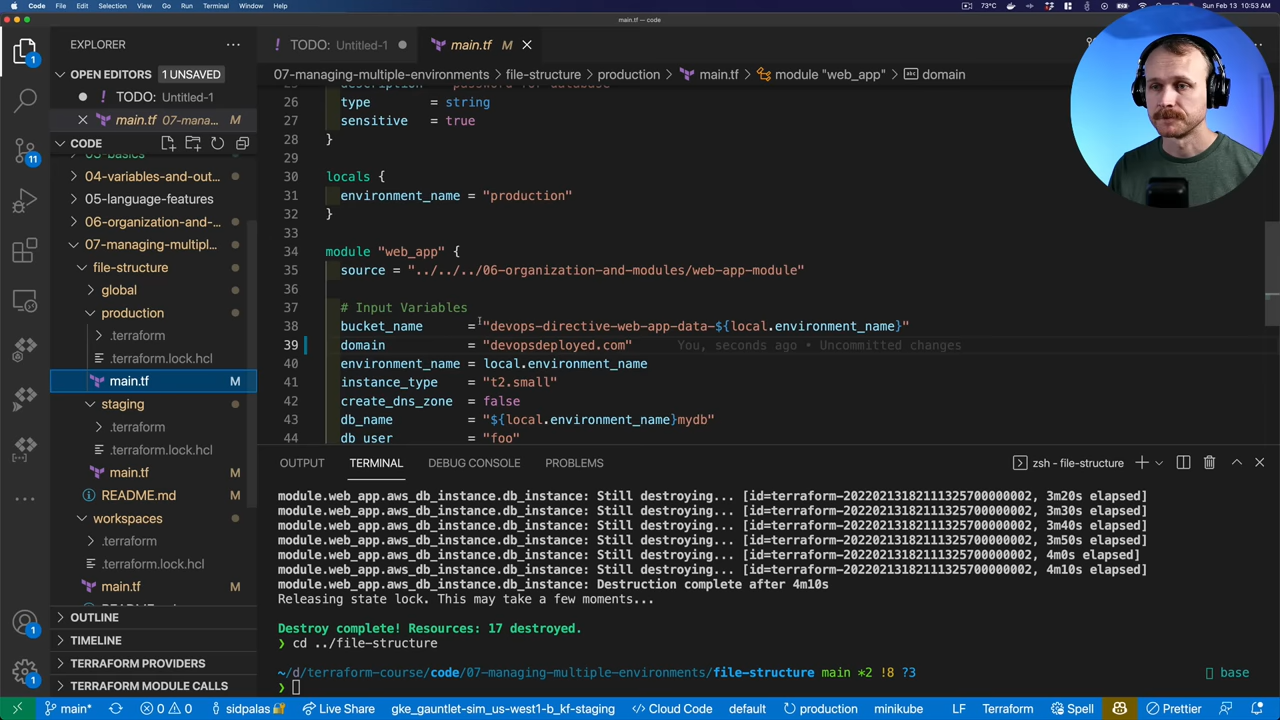 Code File Edit Selection View Go Run Terminal Window Help 73°C Sun Feb 13 10:53 AM
main.tf — code
EXPLORER
OPEN EDITORS 1 UNSAVED
TODO: Untitled-1
main.tf 07-mana... M
CODE
03-basics
04-variables-and-out...
05-language-features
06-organization-and-...
07-managing-multipl...
file-structure
global
production
.terraform
.terraform.lock.hcl
main.tf M
staging
.terraform
.terraform.lock.hcl
main.tf M
README.md M
workspaces
.terraform
.terraform.lock.hcl
main.tf M
OUTLINE
TIMELINE
TERRAFORM PROVIDERS
TERRAFORM MODULE CALLS
1
11
1
1
TODO: Untitled-1
main.tf M
07-managing-multiple-environments > file-structure > production > main.tf > module "web_app" > domain
25 description = "password for database"
26 type = string
27 sensitive = true
28 }
29
30 locals {
31 environment_name = "production"
32 }
33
34 module "web_app" {
35 source = "../../../06-organization-and-modules/web-app-module"
36
37 # Input Variables
38 bucket_name = "devops-directive-web-app-data-${local.environment_name}"
39 domain = "devopsdeployed.com" You, seconds ago • Uncommitted changes
40 environment_name = local.environment_name
41 instance_type = "t2.small"
42 create_dns_zone = false
43 db_name = "${local.environment_name}mydb"
44 db_user = "foo"
OUTPUT TERMINAL DEBUG CONSOLE PROBLEMS zsh - file-structure
module.web_app.aws_db_instance.db_instance: Still destroying... [id=terraform-20220213182111325700000002, 3m20s elapsed]
module.web_app.aws_db_instance.db_instance: Still destroying... [id=terraform-20220213182111325700000002, 3m30s elapsed]
module.web_app.aws_db_instance.db_instance: Still destroying... [id=terraform-20220213182111325700000002, 3m40s elapsed]
module.web_app.aws_db_instance.db_instance: Still destroying... [id=terraform-20220213182111325700000002, 3m50s elapsed]
module.web_app.aws_db_instance.db_instance: Still destroying... [id=terraform-20220213182111325700000002, 4m0s elapsed]
module.web_app.aws_db_instance.db_instance: Still destroying... [id=terraform-20220213182111325700000002, 4m10s elapsed]
module.web_app.aws_db_instance.db_instance: Destruction complete after 4m10s
Releasing state lock. This may take a few moments...
Destroy complete! Resources: 17 destroyed.
❯ cd ../file-structure
~/d/terraform-course/code/07-managing-multiple-environments/file-structure main *2 !8 ?3 base
❯
main* 0 0 sidpalas Live Share gke_gauntlet-sim_us-west1-b_kf-staging Cloud Code default production minikube LF Terraform Spell Prettier